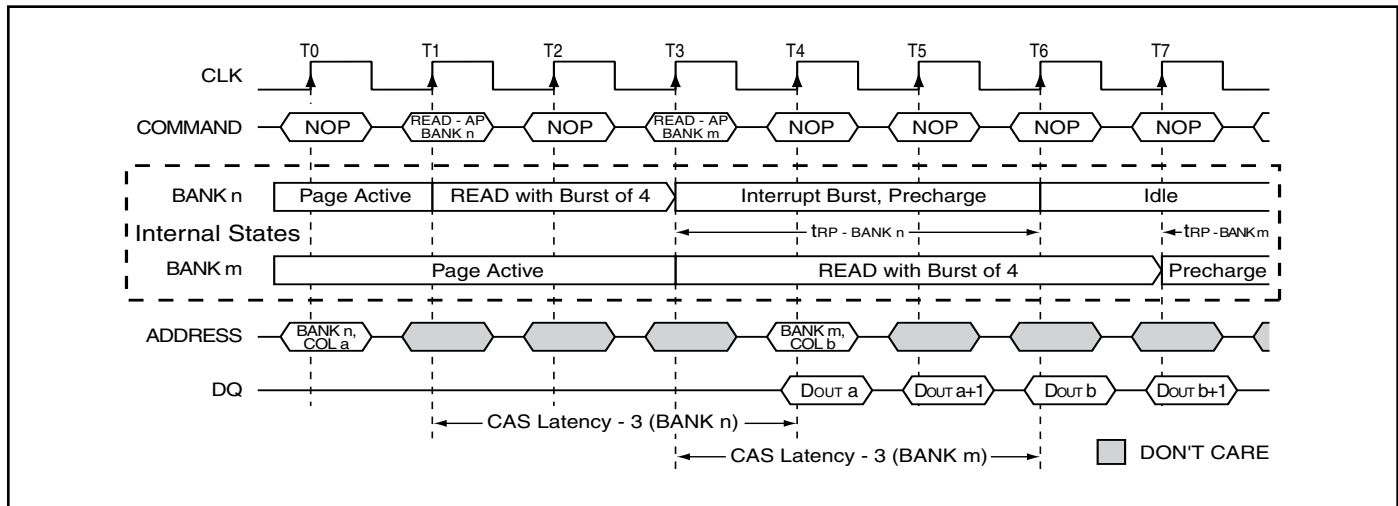 T0 T1 T2 T3 T4 T5 T6 T7
CLK
COMMAND NOP READ - AP BANK n NOP READ - AP BANK m NOP NOP NOP NOP
BANK n Page Active READ with Burst of 4 Interrupt Burst, Precharge Idle
Internal States tRP - BANK n tRP - BANK m
BANK m Page Active READ with Burst of 4 Precharge
ADDRESS BANK n, COL a BANK m, COL b
DQ DOUT a DOUT a+1 DOUT b DOUT b+1
CAS Latency - 3 (BANK n)
CAS Latency - 3 (BANK m) DON'T CARE